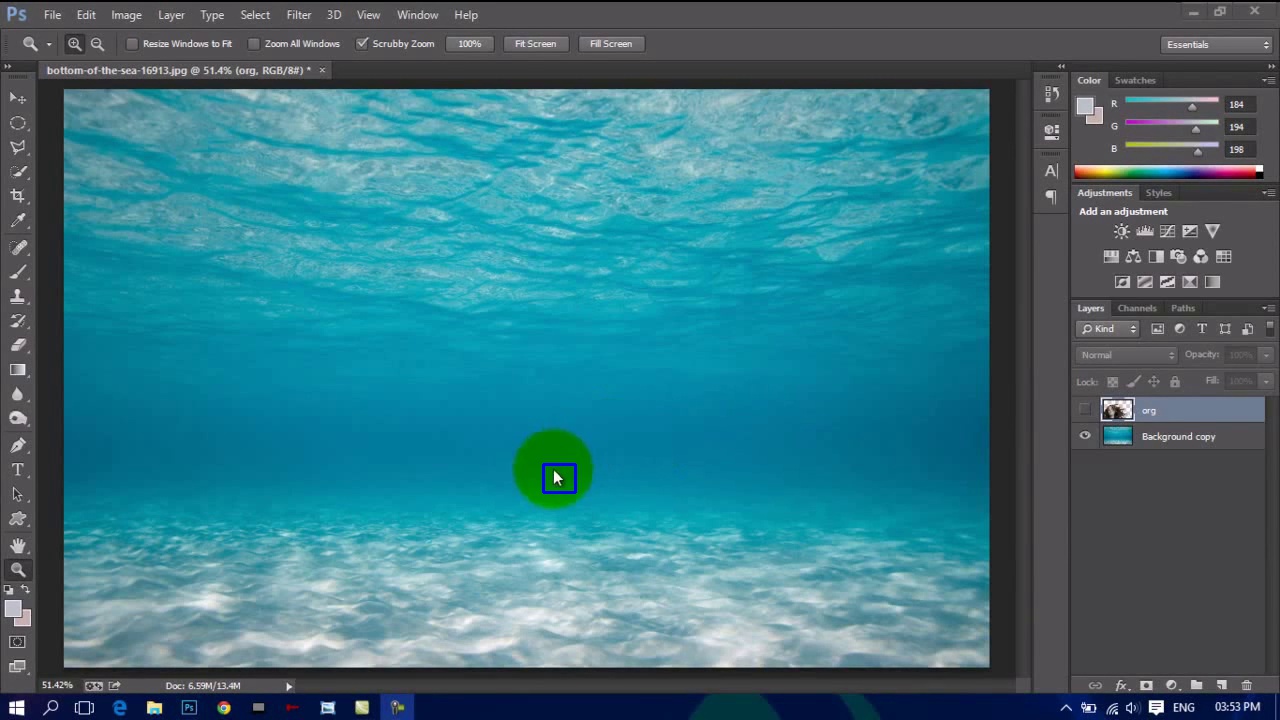 Ps File Edit Image Layer Type Select Filter 3D View Window Help
Resize Windows to Fit Zoom All Windows Scrubby Zoom 100% Fit Screen Fill Screen Essentials
bottom-of-the-sea-16913.jpg @ 51.4% (org, RGB/8#) * ×
Color Swatches
R 184
G 194
B 198
Adjustments Styles
Add an adjustment
Layers Channels Paths
Kind T
Normal Opacity: 100%
Lock: Fill: 100%
org
Background copy
51.42% Doc: 6.59M/13.4M
fx
ENG 03:53 PM